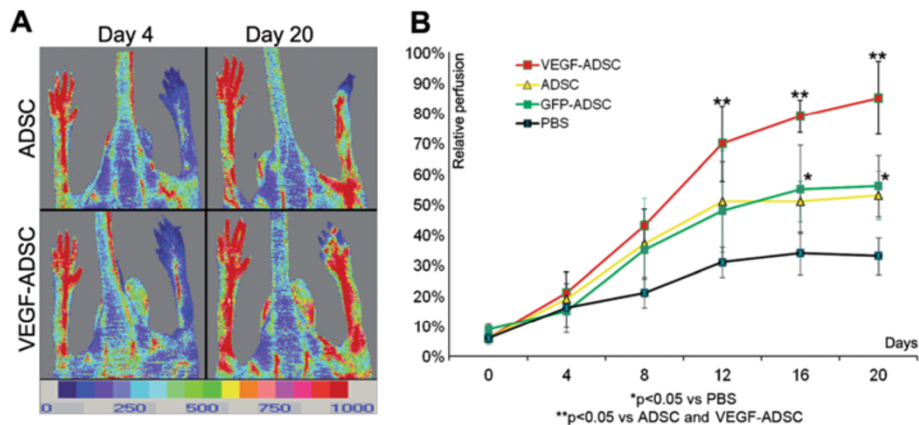 A
Day 4
Day 20
ADSC
VEGF-ADSC
0 250 500 750 1000
B
Relative perfusion
100%
90%
80%
70%
60%
50%
40%
30%
20%
10%
0%
VEGF-ADSC
ADSC
GFP-ADSC
PBS
** ** **
* *
0 4 8 12 16 20
Days
*p<0.05 vs PBS
**p<0.05 vs ADSC and VEGF-ADSC